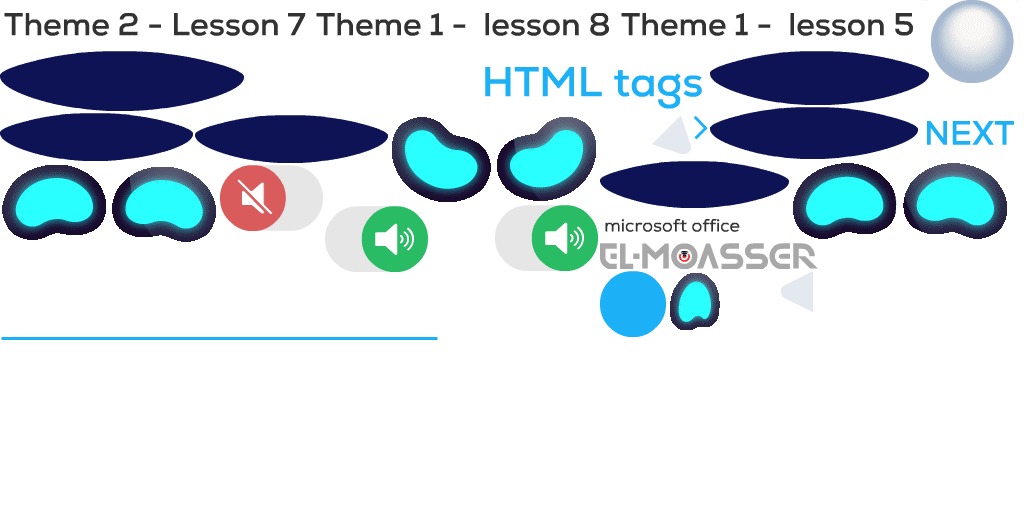 Theme 2 - Lesson 7 Theme 1 - lesson 8 Theme 1 - lesson 5
HTML tags
NEXT
microsoft office
EL-MOASSER